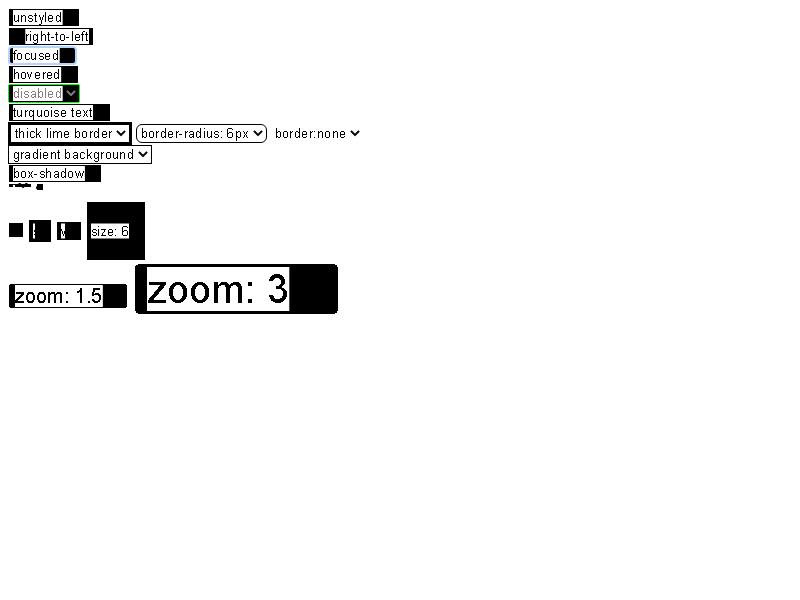 unstyled
right-to-left
focused
hovered
disabled
turquoise text
thick lime border border-radius: 6px border:none
gradient background
box-shadow
size: 6
zoom: 1.5 zoom: 3